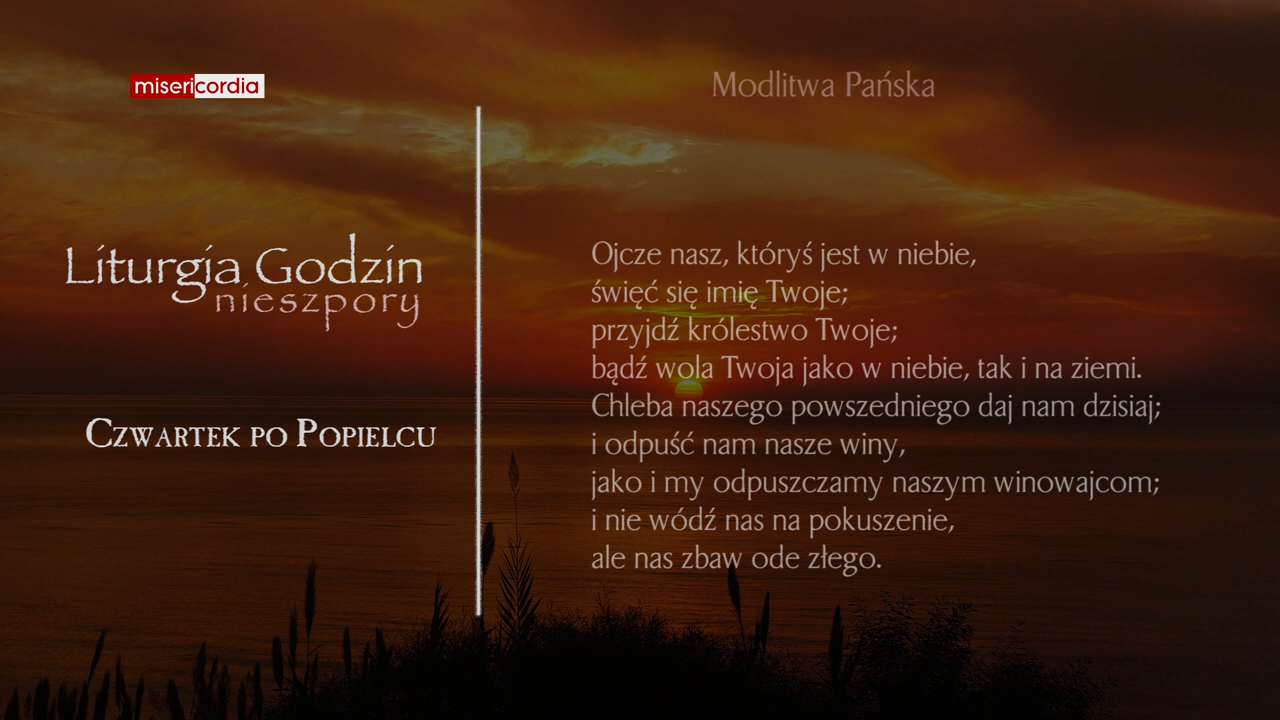 misericordia
Liturgia Godzin
nieszpory
Czwartek po Popielcu
Modlitwa Pańska
Ojcze nasz, któryś jest w niebie,
święć się imię Twoje;
przyjdź królestwo Twoje;
bądź wola Twoja jako w niebie, tak i na ziemi.
Chleba naszego powszedniego daj nam dzisiaj;
i odpuść nam nasze winy,
jako i my odpuszczamy naszym winowajcom;
i nie wódź nas na pokuszenie,
ale nas zbaw ode złego.